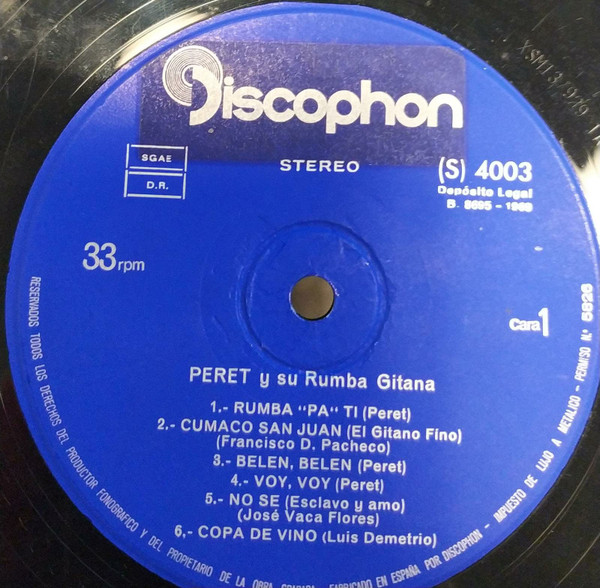 Discophon
SGAE
D.R.
STEREO
(S) 4003
Depósito Legal
B. 8695 - 1969
33 rpm
Cara 1
PERET y su Rumba Gitana
1.- RUMBA "PA" TI (Peret)
2.- CUMACO SAN JUAN (El Gitano Fino)
(Francisco D. Pacheco)
3.- BELEN, BELEN (Peret)
4.- VOY, VOY (Peret)
5.- NO SE (Esclavo y amo)
(José Vaca Flores)
6,- COPA DE VINO (Luis Demetrio)
RESERVADOS TODOS LOS DERECHOS DEL PRODUCTOR FONOGRAFICO Y DEL PROPIETARIO DE LA OBRA GRABADA. FABRICADO EN ESPAÑA POR DISCOPHON - IMPUESTO DE LUJO A METALICO - PERMISO N.º 5826